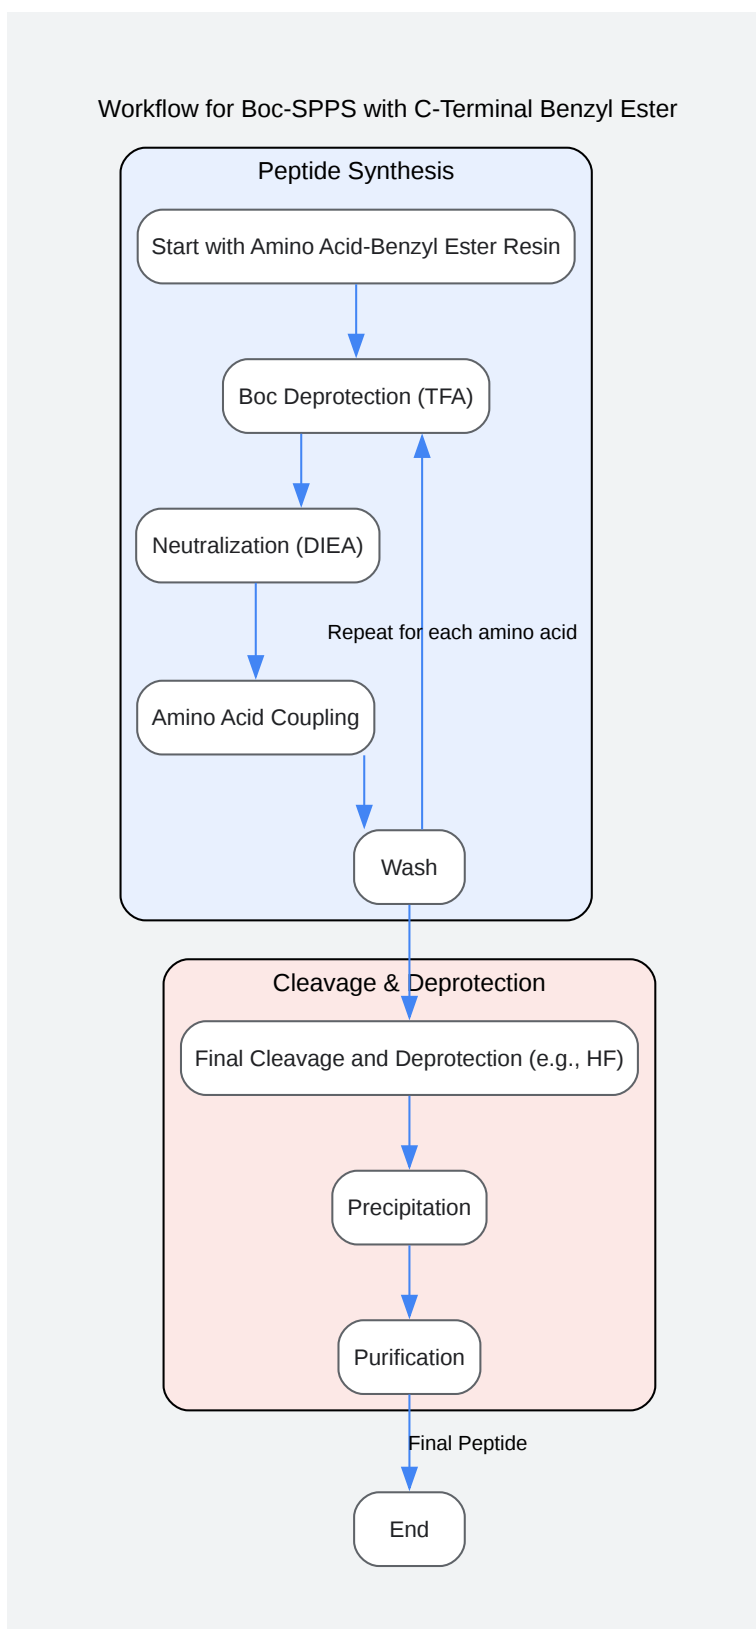 Workflow for Boc-SPPS with C-Terminal Benzyl Ester
Peptide Synthesis
Start with Amino Acid-Benzyl Ester Resin
Boc Deprotection (TFA)
Neutralization (DIEA)
Repeat for each amino acid
Amino Acid Coupling
Wash
Cleavage & Deprotection
Final Cleavage and Deprotection (e.g., HF)
Precipitation
Purification
Final Peptide
End